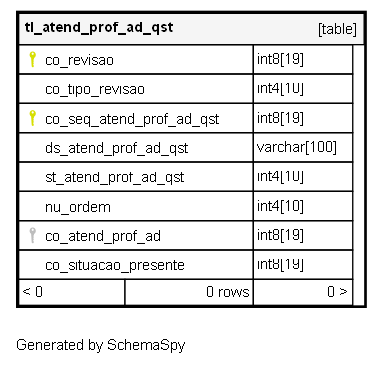 tl_atend_prof_ad_qst [table]
co_revisao int8[19]
co_tipo_revisao int4[10]
co_seq_atend_prof_ad_qst int8[19]
ds_atend_prof_ad_qst varchar[100]
st_atend_prof_ad_qst int4[10]
nu_ordem int4[10]
co_atend_prof_ad int8[19]
co_situacao_presente int8[19]
< 0 0 rows 0 >
Generated by SchemaSpy